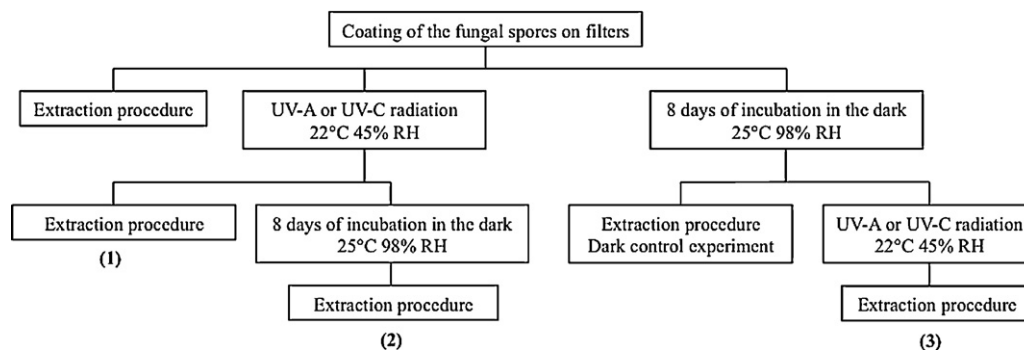 Coating of the fungal spores on filters
Extraction procedure
UV-A or UV-C radiation
22°C 45% RH
8 days of incubation in the dark
25°C 98% RH
Extraction procedure
(1)
8 days of incubation in the dark
25°C 98% RH
Extraction procedure
(2)
Extraction procedure
Dark control experiment
UV-A or UV-C radiation
22°C 45% RH
Extraction procedure
(3)